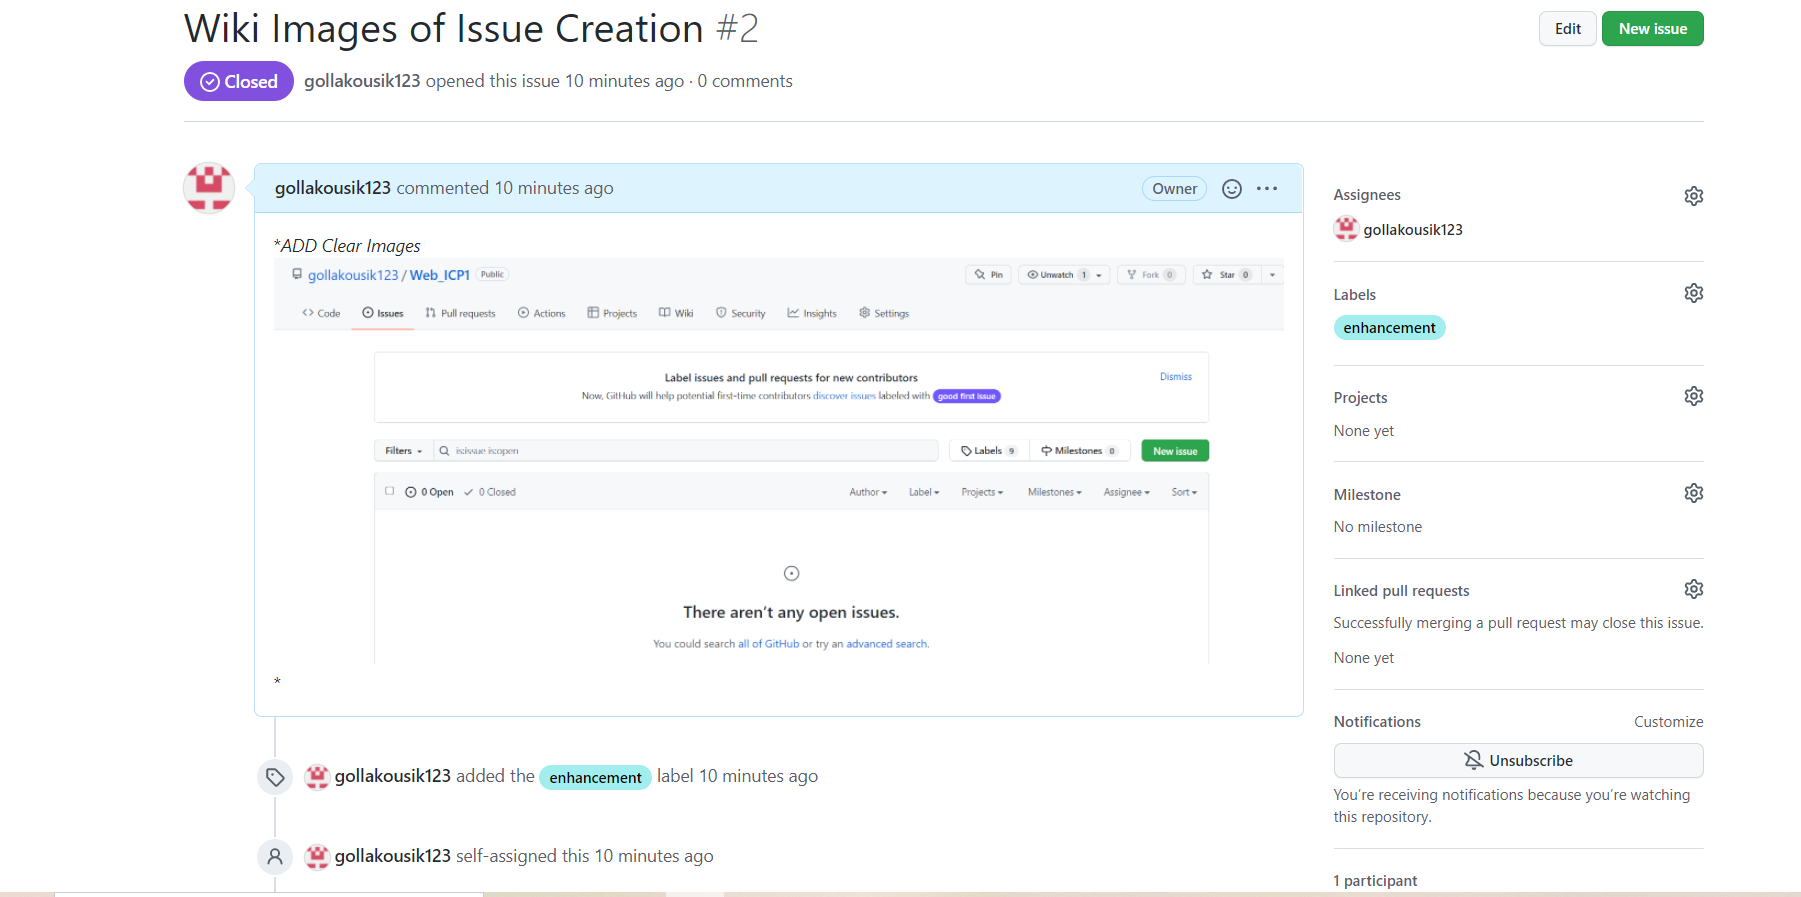 Wiki Images of Issue Creation #2
Edit
New issue
Closed
gollakousik123 opened this issue 10 minutes ago · 0 comments
gollakousik123 commented 10 minutes ago
Owner
*ADD Clear Images
gollakousik123 / Web_ICP1 Public
Pin
Unwatch 1
Fork 0
Star 0
Code
Issues
Pull requests
Actions
Projects
Wiki
Security
Insights
Settings
Label issues and pull requests for new contributors
Dismiss
Now, GitHub will help potential first-time contributors discover issues labeled with good first issue
Filters
is:issue is:open
Labels 9
Milestones 0
New issue
0 Open
0 Closed
Author
Label
Projects
Milestones
Assignee
Sort
There aren't any open issues.
You could search all of GitHub or try an advanced search.
*
gollakousik123 added the enhancement label 10 minutes ago
gollakousik123 self-assigned this 10 minutes ago
Assignees
gollakousik123
Labels
enhancement
Projects
None yet
Milestone
No milestone
Linked pull requests
Successfully merging a pull request may close this issue.
None yet
Notifications
Customize
Unsubscribe
You're receiving notifications because you're watching
this repository.
1 participant